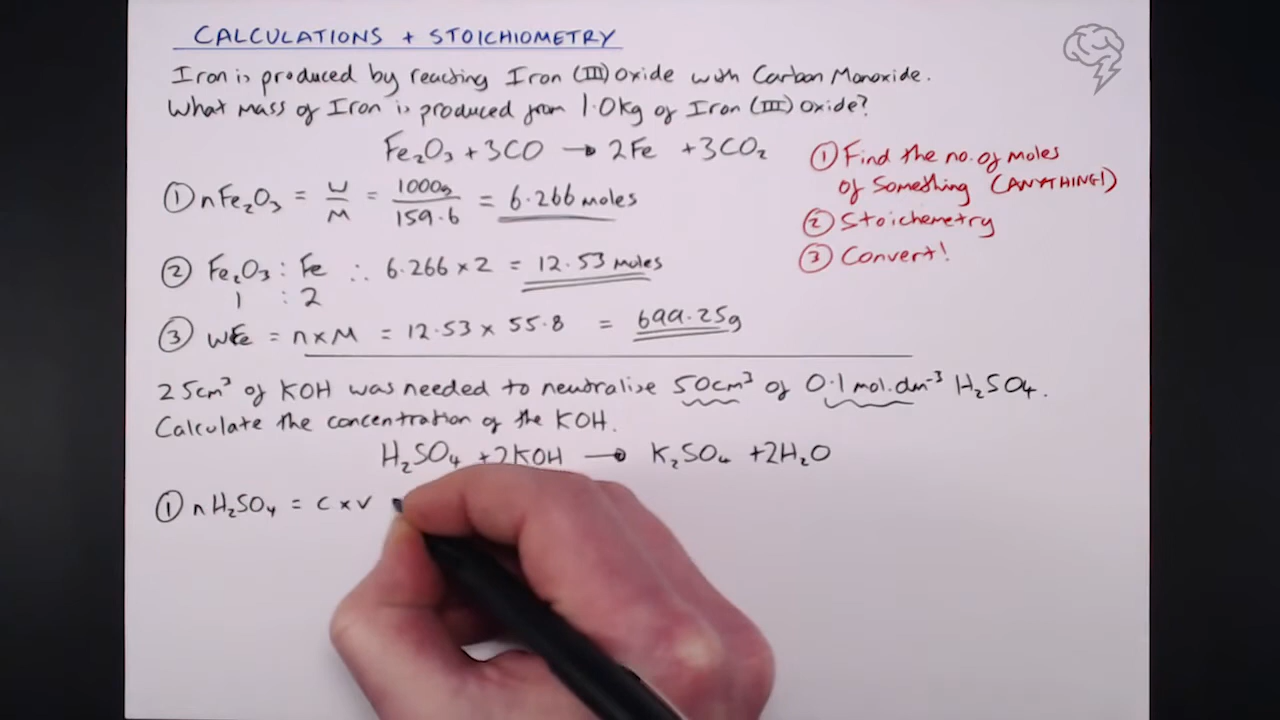 CALCULATIONS + STOICHIOMETRY
Iron is produced by reacting Iron (III) Oxide with Carbon Monoxide.
What mass of Iron is produced from 1.0kg of Iron (III) Oxide?
Fe₂O₃ + 3CO → 2Fe + 3CO₂
① nFe₂O₃ = W/M = 1000g/159.6 = 6.266 moles
② Fe₂O₃ : Fe ∴ 6.266 × 2 = 12.53 moles
1 : 2
③ wFe = n × M = 12.53 × 55.8 = 699.25g
① Find the no. of moles
of something (ANYTHING!)
② Stoichemetry
③ Convert!
25cm³ of KOH was needed to neutralise 50cm³ of 0.1 mol.dm⁻³ H₂SO₄.
Calculate the concentration of the KOH.
H₂SO₄ + 2KOH → K₂SO₄ + 2H₂O
① nH₂SO₄ = c × v